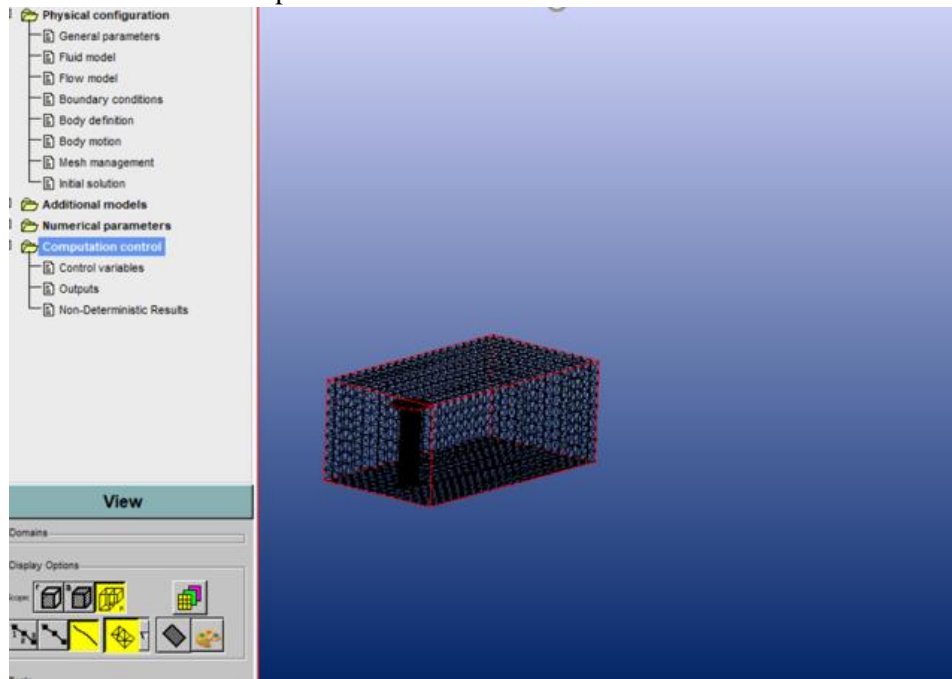 Physical configuration
General parameters
Fluid model
Flow model
Boundary conditions
Body definition
Body motion
Mesh management
Initial solution
Additional models
Numerical parameters
Computation control
Control variables
Outputs
Non-Deterministic Results
View
Domains
Display Options